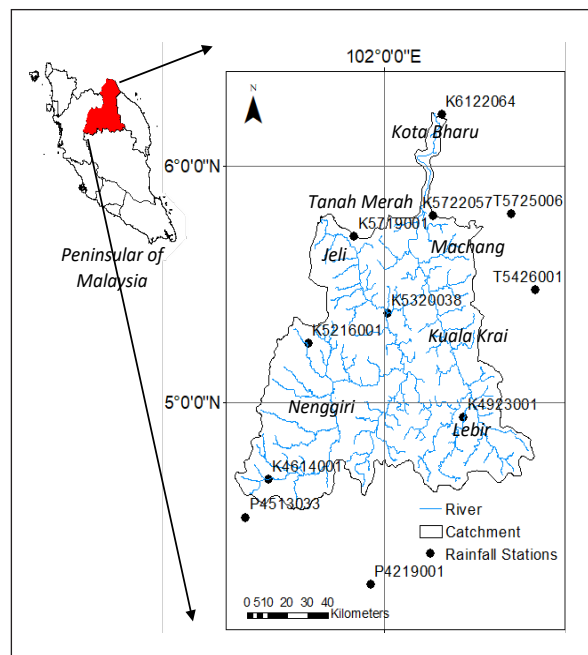 102°0'0"E
N
K6122064
Kota Bharu
6°0'0"N
Tanah Merah
K5722057
T5725006
K5719001
Jeli
Machang
Peninsular of
Malaysia
T5426001
K5320038
K5216001
Kuala Krai
Nenggiri
5°0'0"N
K4923001
Lebir
K4614001
P4513033
River
Catchment
Rainfall Stations
P4219001
0 5 10 20 30 40
Kilometers